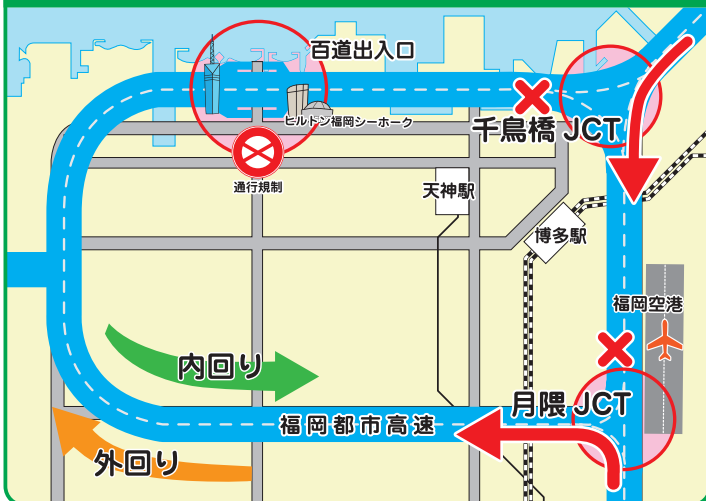 百道出入口
ヒルトン福岡シーホーク
千鳥橋 JCT
通行規制
天神駅
博多駅
福岡空港
内回り
月隈 JCT
福岡都市高速
外回り